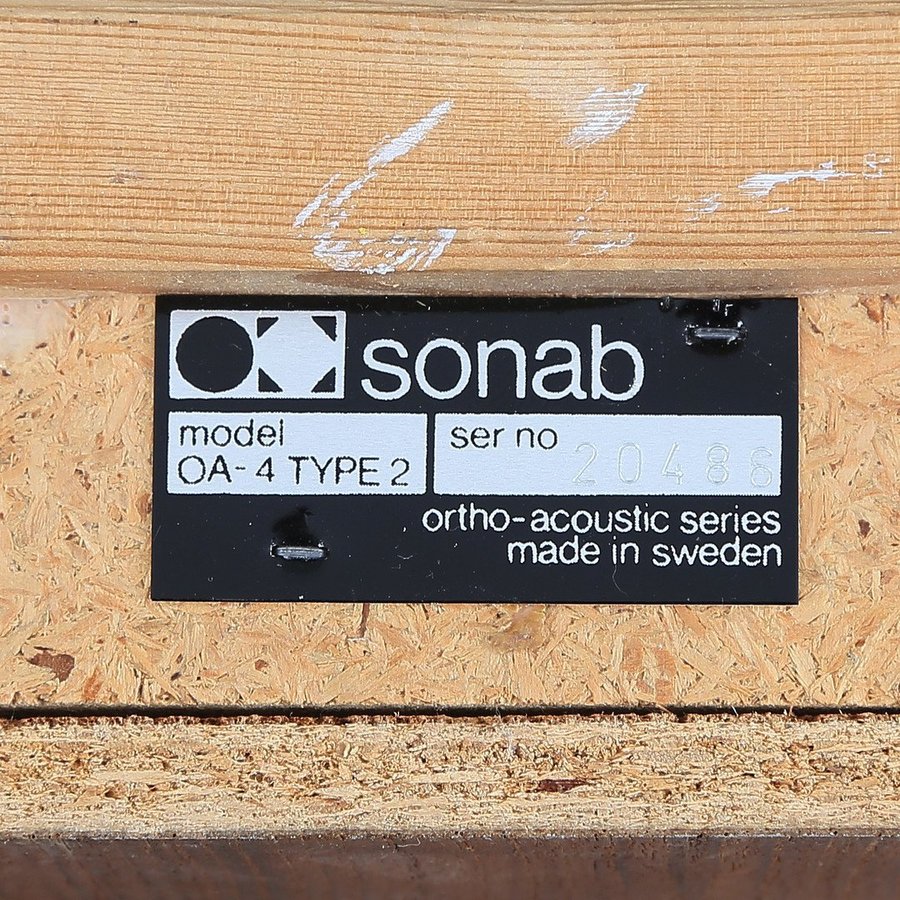 sonab
model
OA-4 TYPE 2
ser no 20486
ortho-acoustic series
made in sweden